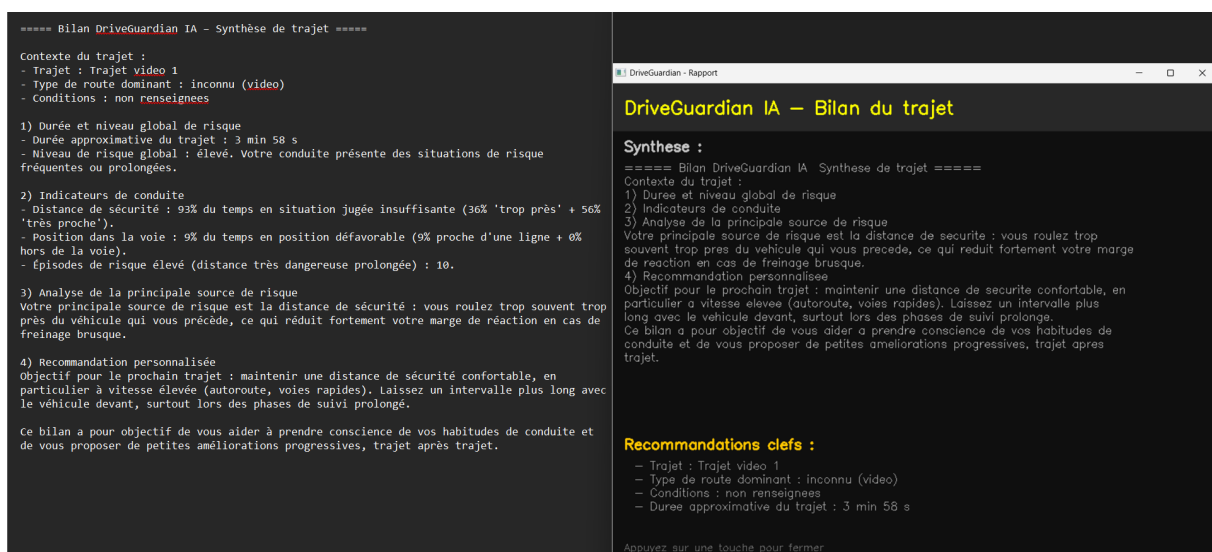 ===== Bilan DriveGuardian IA – Synthèse de trajet =====
Contexte du trajet :
- Trajet : Trajet video 1
- Type de route dominant : inconnu (video)
- Conditions : non renseignees
1) Durée et niveau global de risque
- Durée approximative du trajet : 3 min 58 s
- Niveau de risque global : élevé. Votre conduite présente des situations de risque
fréquentes ou prolongées.
2) Indicateurs de conduite
- Distance de sécurité : 93% du temps en situation jugée insuffisante (36% 'trop près' + 56%
'très proche').
- Position dans la voie : 9% du temps en position défavorable (9% proche d'une ligne + 0%
hors de la voie).
- Épisodes de risque élevé (distance très dangereuse prolongée) : 10.
3) Analyse de la principale source de risque
Votre principale source de risque est la distance de sécurité : vous roulez trop souvent trop
près du véhicule qui vous précède, ce qui réduit fortement votre marge de réaction en cas de
freinage brusque.
4) Recommandation personnalisée
Objectif pour le prochain trajet : maintenir une distance de sécurité confortable, en
particulier à vitesse élevée (autoroute, voies rapides). Laissez un intervalle plus long avec
le véhicule devant, surtout lors des phases de suivi prolongé.
Ce bilan a pour objectif de vous aider à prendre conscience de vos habitudes de conduite et
de vous proposer de petites améliorations progressives, trajet après trajet.
DriveGuardian - Rapport
DriveGuardian IA – Bilan du trajet
Synthese :
===== Bilan DriveGuardian IA  Synthese de trajet =====
Contexte du trajet :
1) Duree et niveau global de risque
2) Indicateurs de conduite
3) Analyse de la principale source de risque
Votre principale source de risque est la distance de securite : vous roulez trop
souvent trop pres du vehicule qui vous precede, ce qui reduit fortement votre marge
de reaction en cas de freinage brusque.
4) Recommandation personnalisee
Objectif pour le prochain trajet : maintenir une distance de securite confortable, en
particulier a vitesse elevee (autoroute, voies rapides). Laissez un intervalle plus
long avec le vehicule devant, surtout lors des phases de suivi prolonge.
Ce bilan a pour objectif de vous aider a prendre conscience de vos habitudes de
conduite et de vous proposer de petites ameliorations progressives, trajet apres
trajet.
Recommandations clefs :
– Trajet : Trajet video 1
– Type de route dominant : inconnu (video)
– Conditions : non renseignees
– Duree approximative du trajet : 3 min 58 s
Appuyez sur une touche pour fermer